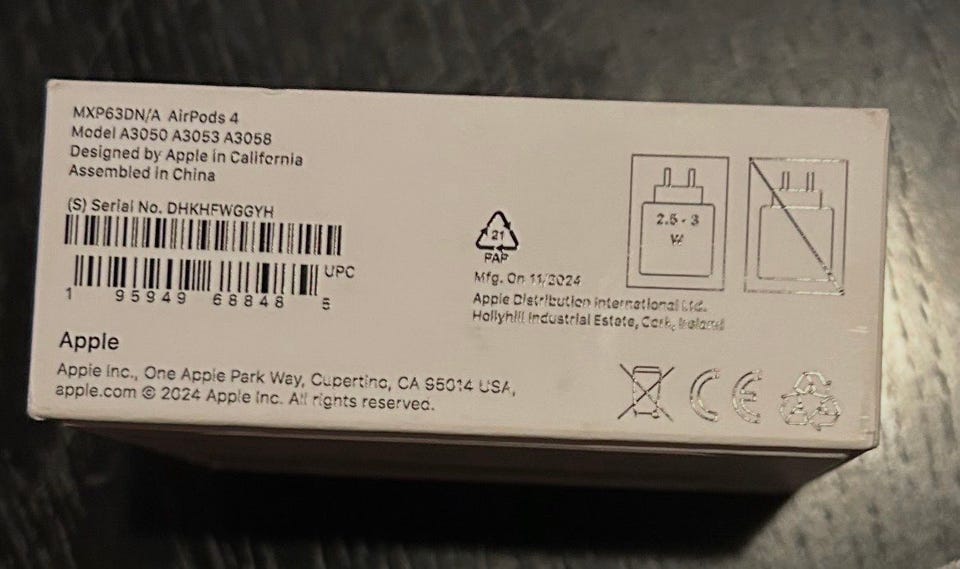 MXP63DN/A AirPods 4
Model A3050 A3053 A3058
Designed by Apple in California
Assembled in China
(S) Serial No. DHKHFWGGYH
UPC
1 95949 68848 5
Apple
Apple Inc., One Apple Park Way, Cupertino, CA 95014 USA,
apple.com © 2024 Apple Inc. All rights reserved.
21
PAP
Mfg. On 11/2024
Apple Distribution International Ltd.
Hollyhill Industrial Estate, Cork, Ireland
2.5 - 3
W
CE